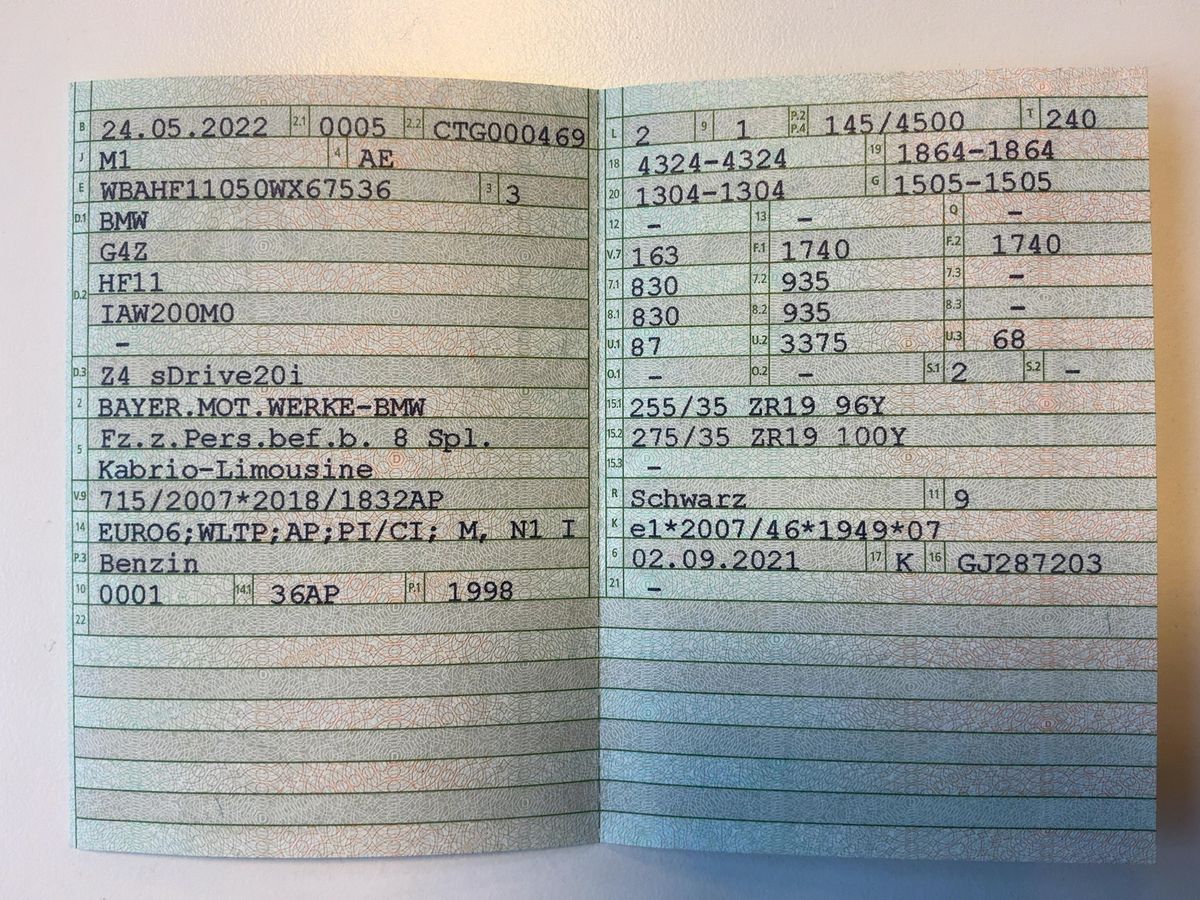 B 24.05.2022 2.1 0005 2.2 CTG000469
J M1 4 AE
E WBAHF11050WX67536 3 3
D.1 BMW
G4Z
D.2 HF11
IAW200M0
–
D.3 Z4 sDrive20i
2 BAYER.MOT.WERKE-BMW
5 Fz.z.Pers.bef.b. 8 Spl.
Kabrio-Limousine
V.9 715/2007*2018/1832AP
14 EURO6;WLTP;AP;PI/CI; M, N1 I
P.3 Benzin
10 0001 14.1 36AP P.1 1998
22
L 2 9 1 P.2 P.4 145/4500 T 240
18 4324-4324 19 1864-1864
20 1304-1304 G 1505-1505
12 – 13 – Q –
V.7 163 F.1 1740 F.2 1740
7.1 830 7.2 935 7.3 –
8.1 830 8.2 935 8.3 –
U.1 87 U.2 3375 U.3 68
O.1 – O.2 – S.1 2 S.2 –
15.1 255/35 ZR19 96Y
15.2 275/35 ZR19 100Y
15.3 –
R Schwarz 11 9
K e1*2007/46*1949*07
6 02.09.2021 17 K 16 GJ287203
21 –